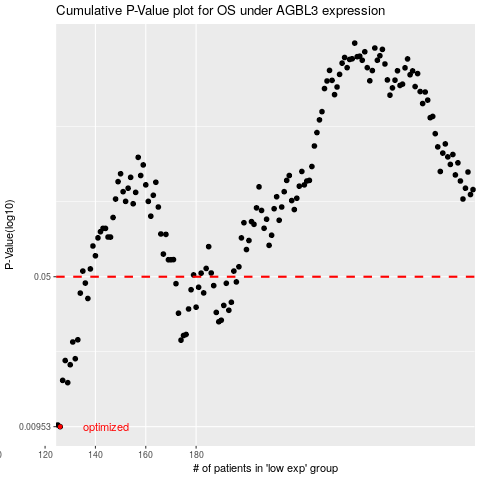 Cumulative P-Value plot for OS under AGBL3 expression
P-Value(log10)
0.05
0.00953
optimized
0 120 140 160 180
# of patients in 'low exp' group